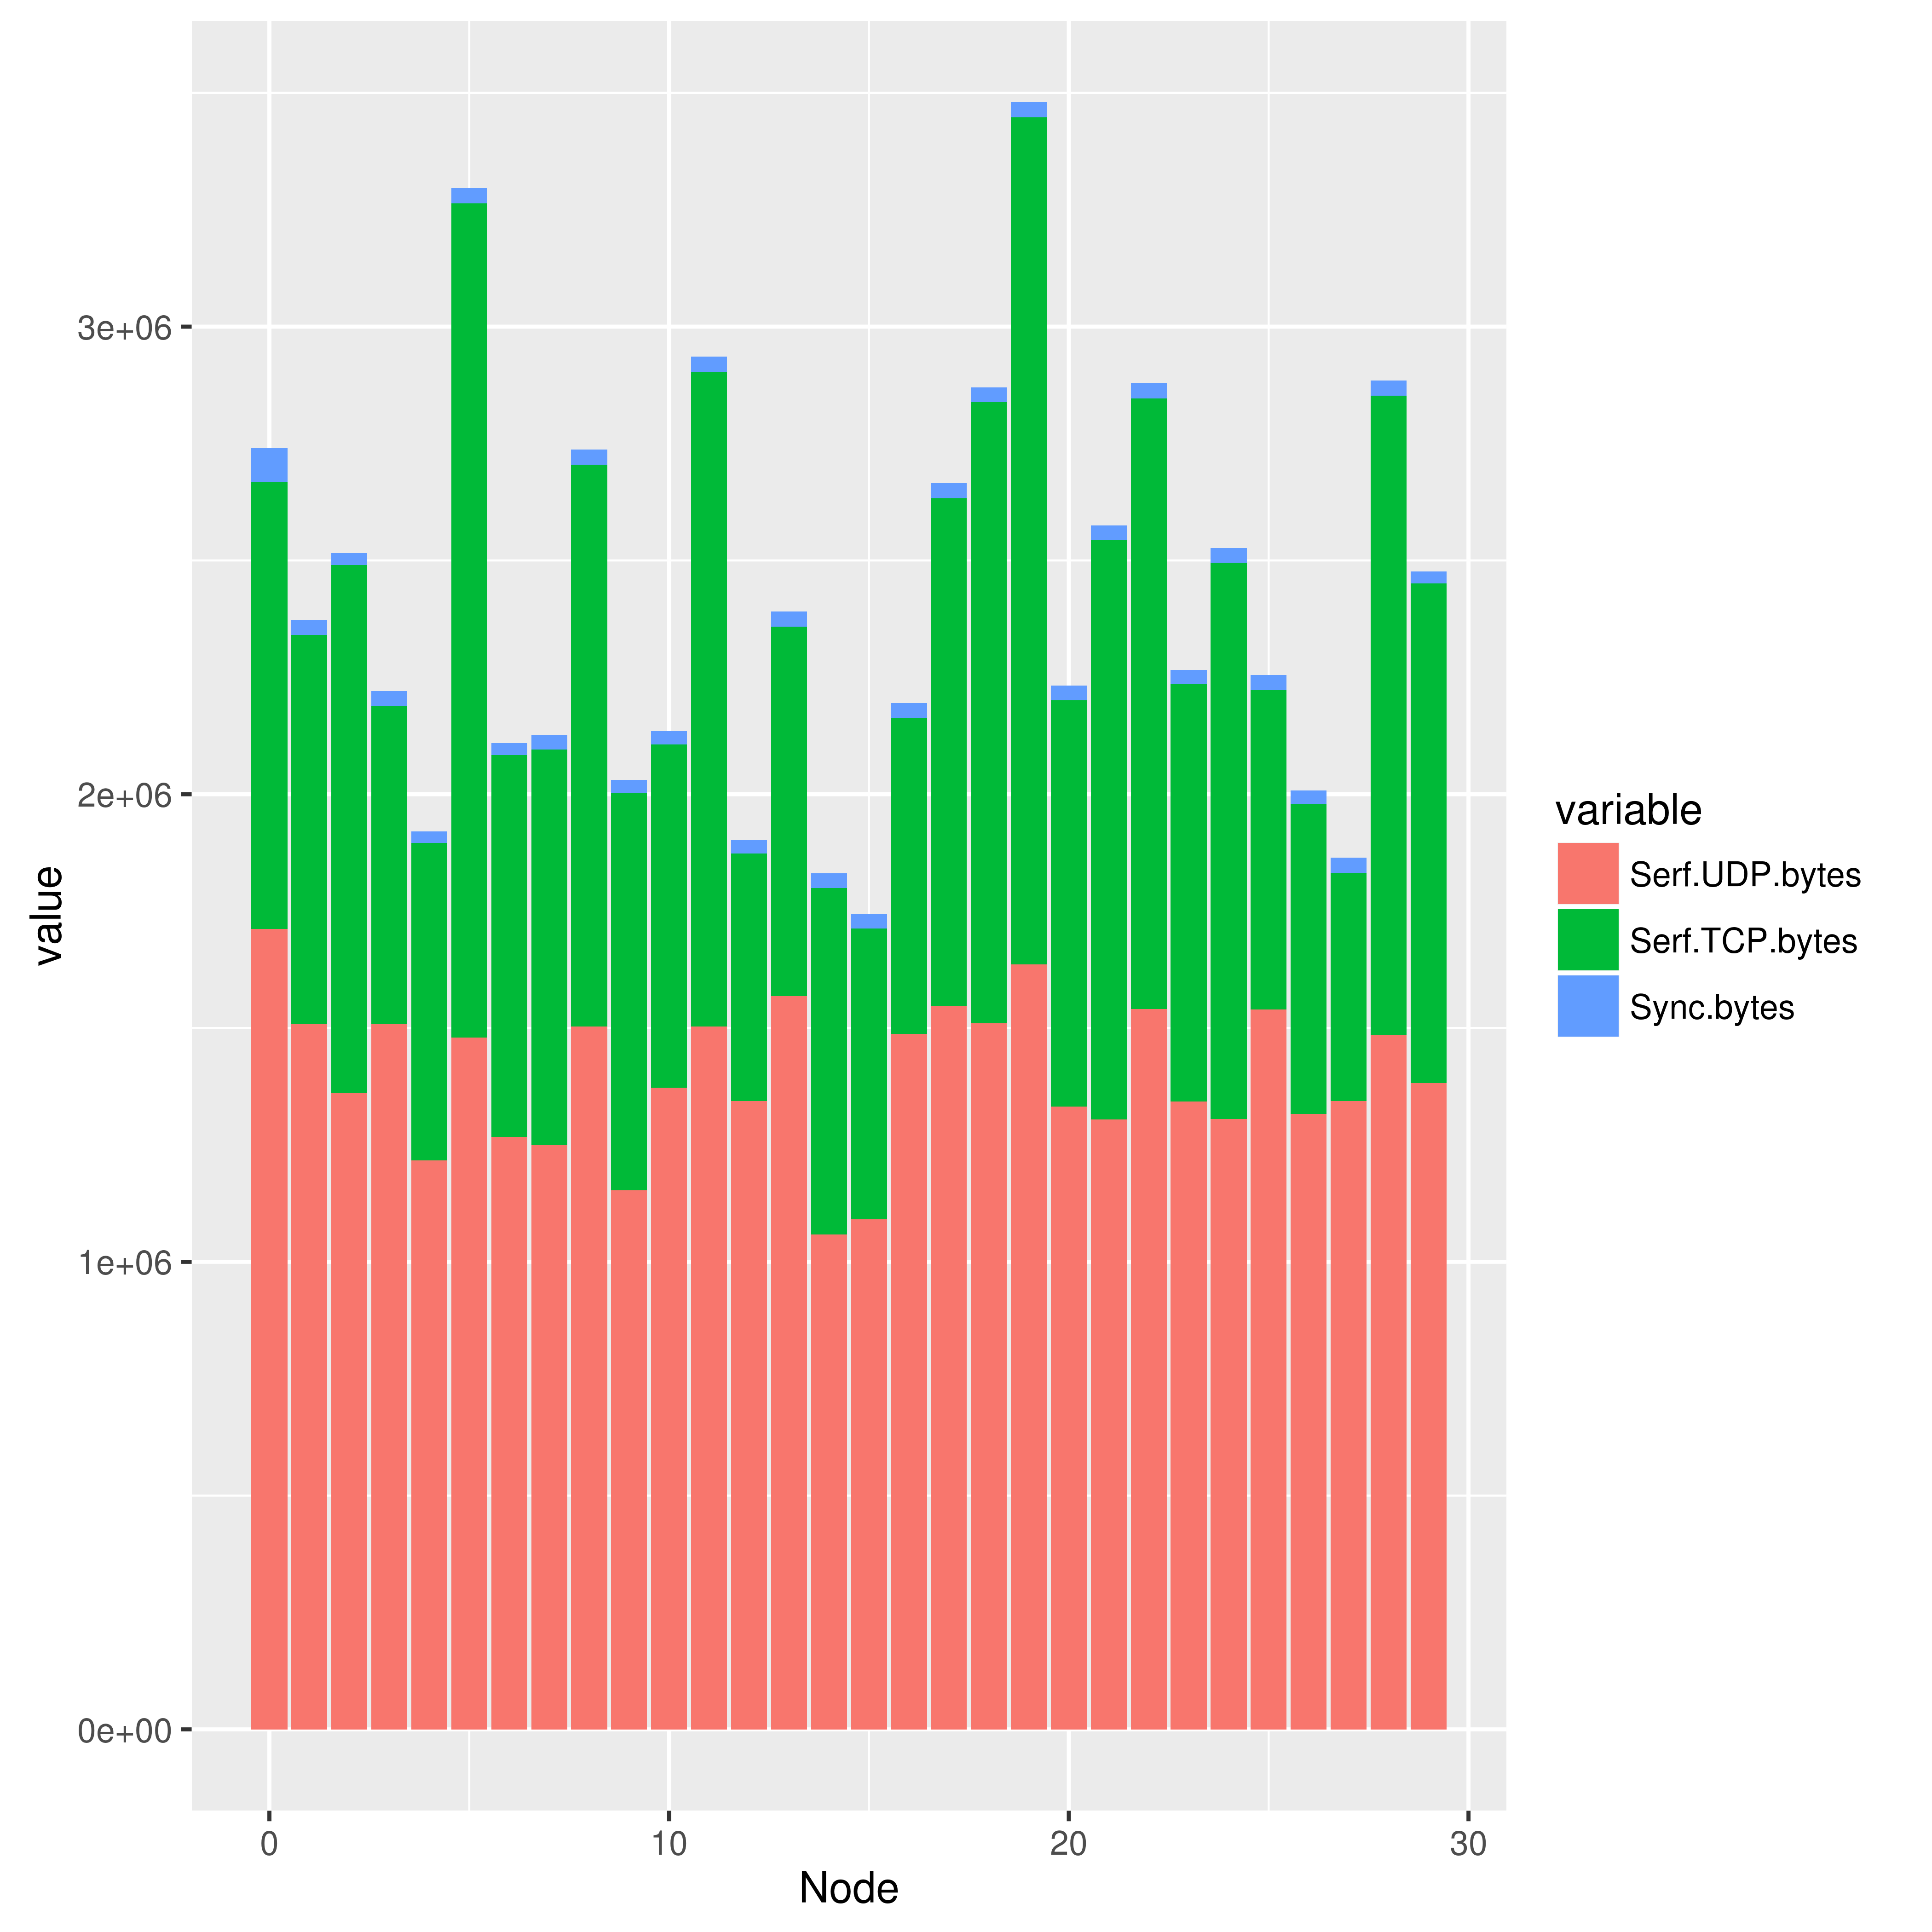 3e+06
2e+06
1e+06
0e+00
value
0
10
20
30
Node
variable
Serf.UDP.bytes
Serf.TCP.bytes
Sync.bytes